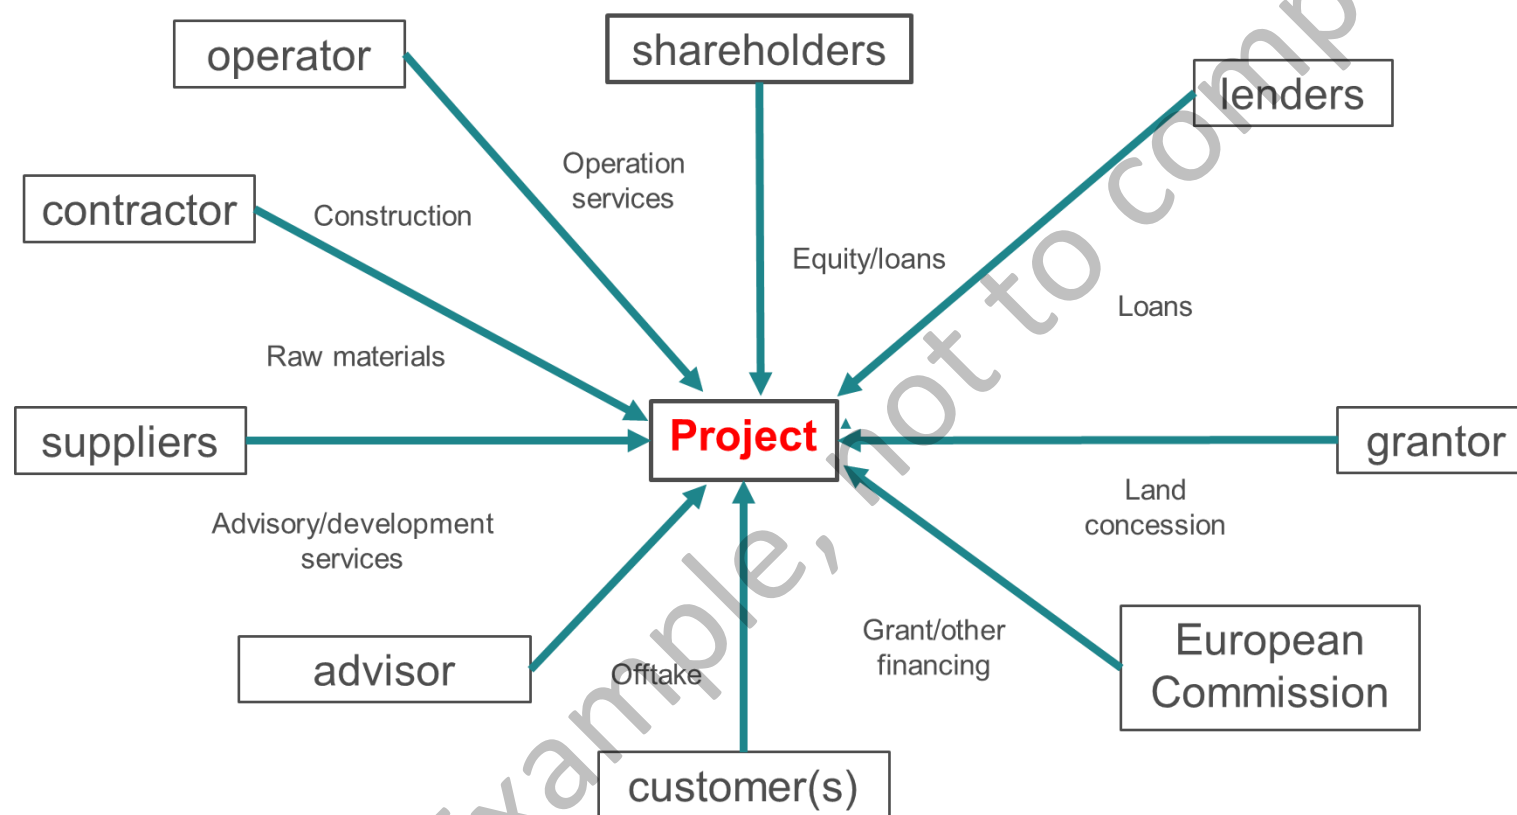 operator
shareholders
lenders
Operation
services
contractor
Construction
Equity/loans
Loans
Raw materials
suppliers
Project
grantor
Land
concession
Advisory/development
services
Grant/other
financing
European
Commission
advisor
Offtake
customer(s)
Example, not to comp